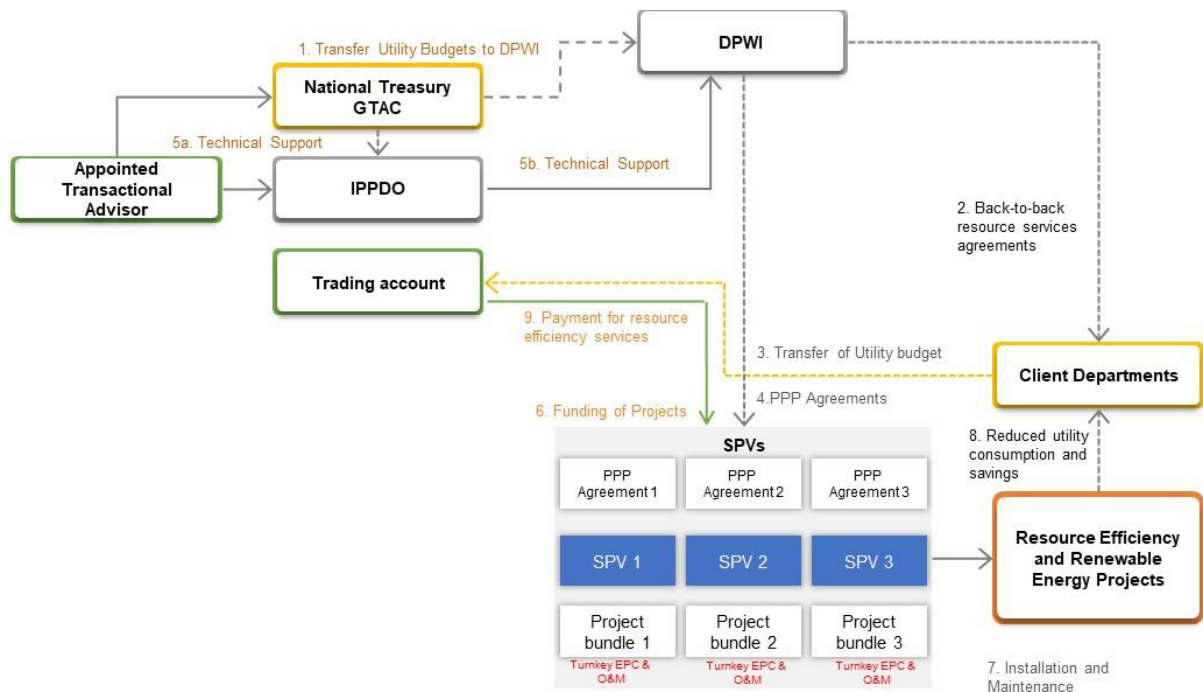 1. Transfer Utility Budgets to DPWI
DPWI
National Treasury
GTAC
5a. Technical Support
Appointed
Transactional
Advisor
IPPDO
5b. Technical Support
2. Back-to-back
resource services
agreements
Trading account
9. Payment for resource
efficiency services
3. Transfer of Utility budget
Client Departments
4.PPP Agreements
6. Funding of Projects
8. Reduced utility
consumption and
savings
SPVs
PPP
Agreement 1
PPP
Agreement 2
PPP
Agreement 3
SPV 1
SPV 2
SPV 3
Resource Efficiency
and Renewable
Energy Projects
Project
bundle 1
Project
bundle 2
Project
bundle 3
Turnkey EPC &
O&M
Turnkey EPC &
O&M
Turnkey EPC &
O&M
7. Installation and
Maintenance